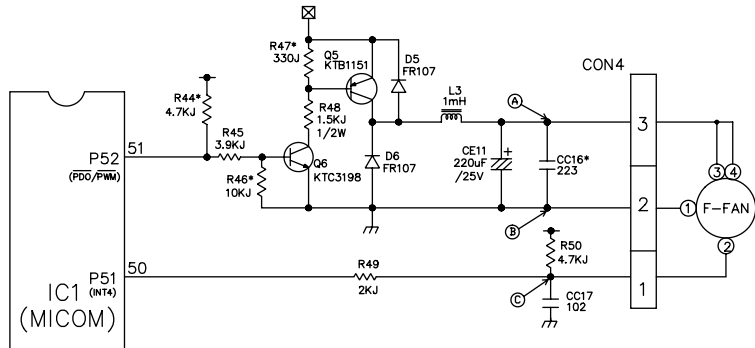 R47*
330J
Q5
KTB1151
D5
FR107
CON4
R44*
4.7KJ
R48
1.5KJ
1/2W
L3
1mH
A
3
51
R45
3.9KJ
P52
(PDO/PWM)
Q6
KTC3198
D6
FR107
CE11
220uF
/25V
+
CC16*
223
3
4
R46*
10KJ
2
1
F-FAN
B
2
R50
4.7KJ
50
P51
(INT4)
R49
2KJ
C
1
IC1
(MICOM)
CC17
102